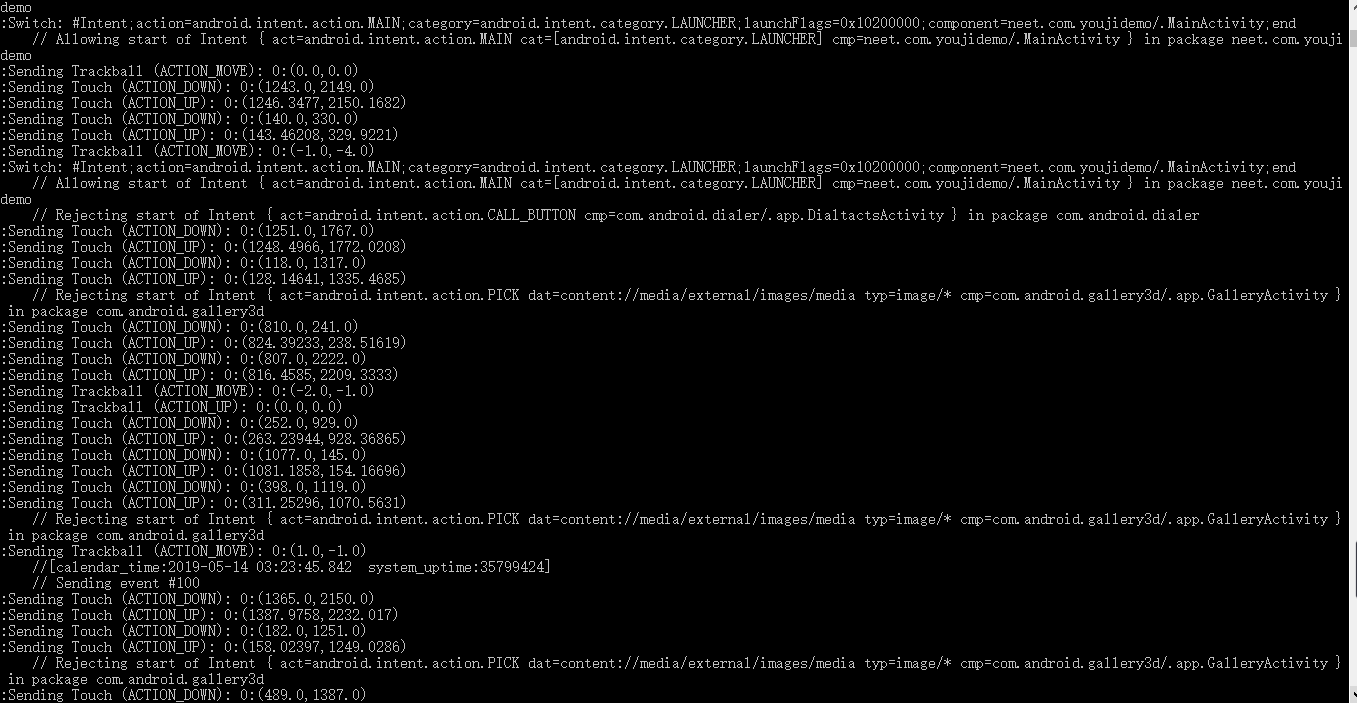 demo
:Switch: #Intent;action=android.intent.action.MAIN;category=android.intent.category.LAUNCHER;launchFlags=0x10200000;component=neet.com.youjidemo/.MainActivity;end
    // Allowing start of Intent { act=android.intent.action.MAIN cat=[android.intent.category.LAUNCHER] cmp=neet.com.youjidemo/.MainActivity } in package neet.com.youji
demo
:Sending Trackball (ACTION_MOVE): 0:(0.0,0.0)
:Sending Touch (ACTION_DOWN): 0:(1243.0,2149.0)
:Sending Touch (ACTION_UP): 0:(1246.3477,2150.1682)
:Sending Touch (ACTION_DOWN): 0:(140.0,330.0)
:Sending Touch (ACTION_UP): 0:(143.46208,329.9221)
:Sending Trackball (ACTION_MOVE): 0:(-1.0,-4.0)
:Switch: #Intent;action=android.intent.action.MAIN;category=android.intent.category.LAUNCHER;launchFlags=0x10200000;component=neet.com.youjidemo/.MainActivity;end
    // Allowing start of Intent { act=android.intent.action.MAIN cat=[android.intent.category.LAUNCHER] cmp=neet.com.youjidemo/.MainActivity } in package neet.com.youji
demo
    // Rejecting start of Intent { act=android.intent.action.CALL_BUTTON cmp=com.android.dialer/.app.DialtactsActivity } in package com.android.dialer
:Sending Touch (ACTION_DOWN): 0:(1251.0,1767.0)
:Sending Touch (ACTION_UP): 0:(1248.4966,1772.0208)
:Sending Touch (ACTION_DOWN): 0:(118.0,1317.0)
:Sending Touch (ACTION_UP): 0:(128.14641,1335.4685)
    // Rejecting start of Intent { act=android.intent.action.PICK dat=content://media/external/images/media typ=image/* cmp=com.android.gallery3d/.app.GalleryActivity }
 in package com.android.gallery3d
:Sending Touch (ACTION_DOWN): 0:(810.0,241.0)
:Sending Touch (ACTION_UP): 0:(824.39233,238.51619)
:Sending Touch (ACTION_DOWN): 0:(807.0,2222.0)
:Sending Touch (ACTION_UP): 0:(816.4585,2209.3333)
:Sending Trackball (ACTION_MOVE): 0:(-2.0,-1.0)
:Sending Trackball (ACTION_UP): 0:(0.0,0.0)
:Sending Touch (ACTION_DOWN): 0:(252.0,929.0)
:Sending Touch (ACTION_UP): 0:(263.23944,928.36865)
:Sending Touch (ACTION_DOWN): 0:(1077.0,145.0)
:Sending Touch (ACTION_UP): 0:(1081.1858,154.16696)
:Sending Touch (ACTION_DOWN): 0:(398.0,1119.0)
:Sending Touch (ACTION_UP): 0:(311.25296,1070.5631)
    // Rejecting start of Intent { act=android.intent.action.PICK dat=content://media/external/images/media typ=image/* cmp=com.android.gallery3d/.app.GalleryActivity }
 in package com.android.gallery3d
:Sending Trackball (ACTION_MOVE): 0:(1.0,-1.0)
    //[calendar_time:2019-05-14 03:23:45.842  system_uptime:35799424]
    // Sending event #100
:Sending Touch (ACTION_DOWN): 0:(1365.0,2150.0)
:Sending Touch (ACTION_UP): 0:(1387.9758,2232.017)
:Sending Touch (ACTION_DOWN): 0:(182.0,1251.0)
:Sending Touch (ACTION_UP): 0:(158.02397,1249.0286)
    // Rejecting start of Intent { act=android.intent.action.PICK dat=content://media/external/images/media typ=image/* cmp=com.android.gallery3d/.app.GalleryActivity }
 in package com.android.gallery3d
:Sending Touch (ACTION_DOWN): 0:(489.0,1387.0)